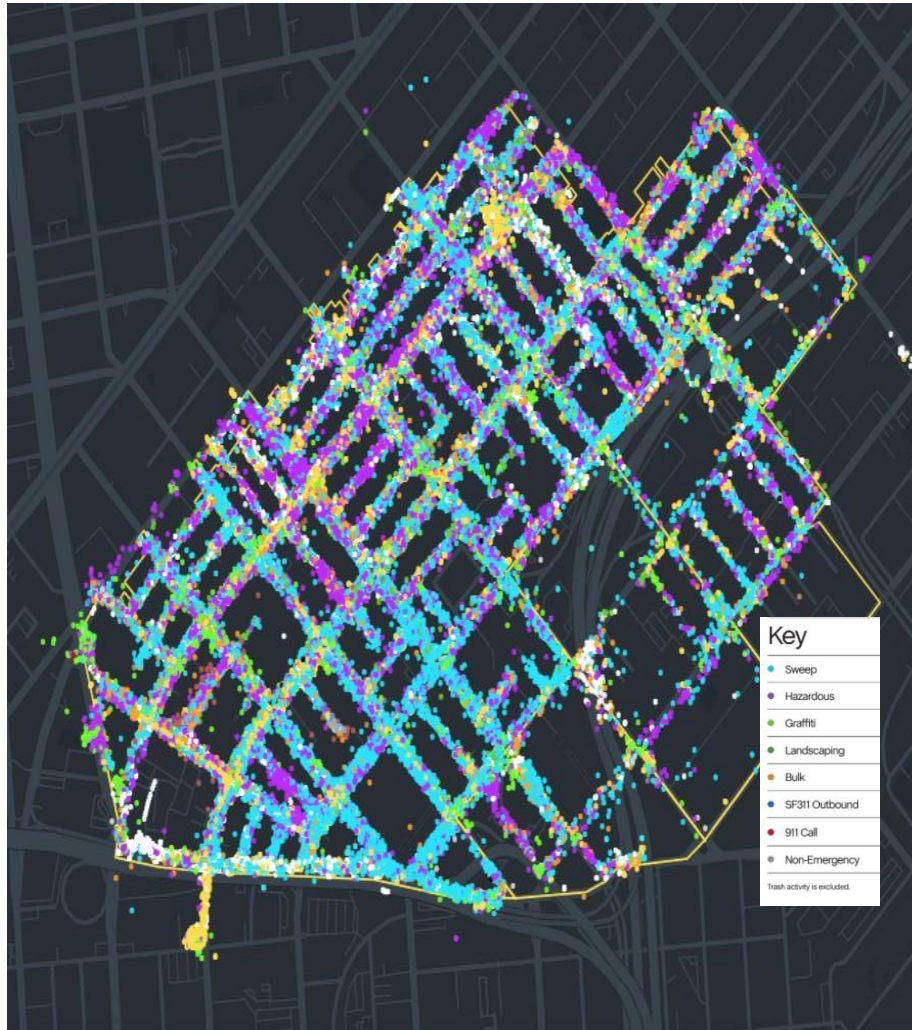 Key
Sweep
Hazardous
Graffiti
Landscaping
Bulk
SF311 Outbound
911 Call
Non-Emergency
Trash activity is excluded.